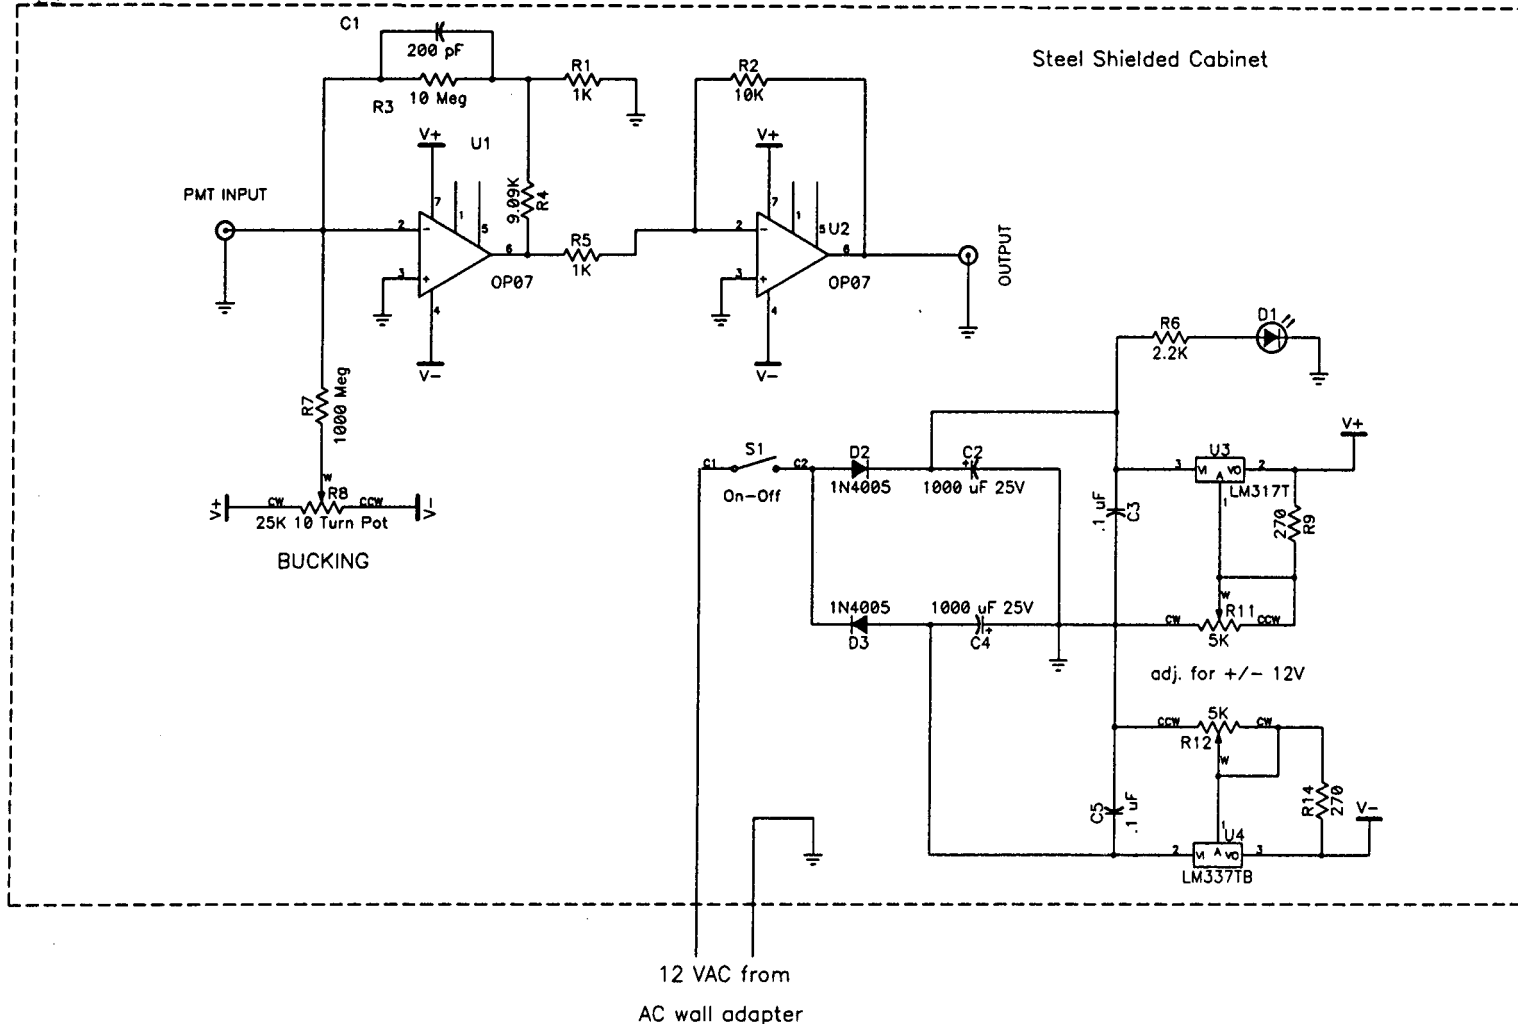 C1
200 pF
Steel Shielded Cabinet
R1
1K
R2
10K
10 Meg
R3
V+
U1
V+
PMT INPUT
9.09K
R4
7
1
5
2
-
3
+
6
4
OP07
R5
1K
7
1
5
U2
2
-
3
+
6
4
OP07
OUTPUT
V-
V-
R6
2.2K
D1
R7
1000 Meg
W
R8
V+
CW
CCW
V-
25K 10 Turn Pot
BUCKING
S1
C1
C2
On-Off
D2
1N4005
C2
+
1000 uF 25V
.1 uF
C3
U3
3
VI
A
VO
2
V+
LM317T
1
270
R9
1N4005
D3
1000 uF 25V
+
C4
W
R11
CW
CCW
5K
adj. for +/- 12V
5K
CCW
CW
R12
W
C5
.1 uF
R14
270
V-
1
U4
2
VI
A
VO
3
LM337TB
12 VAC from
AC wall adapter